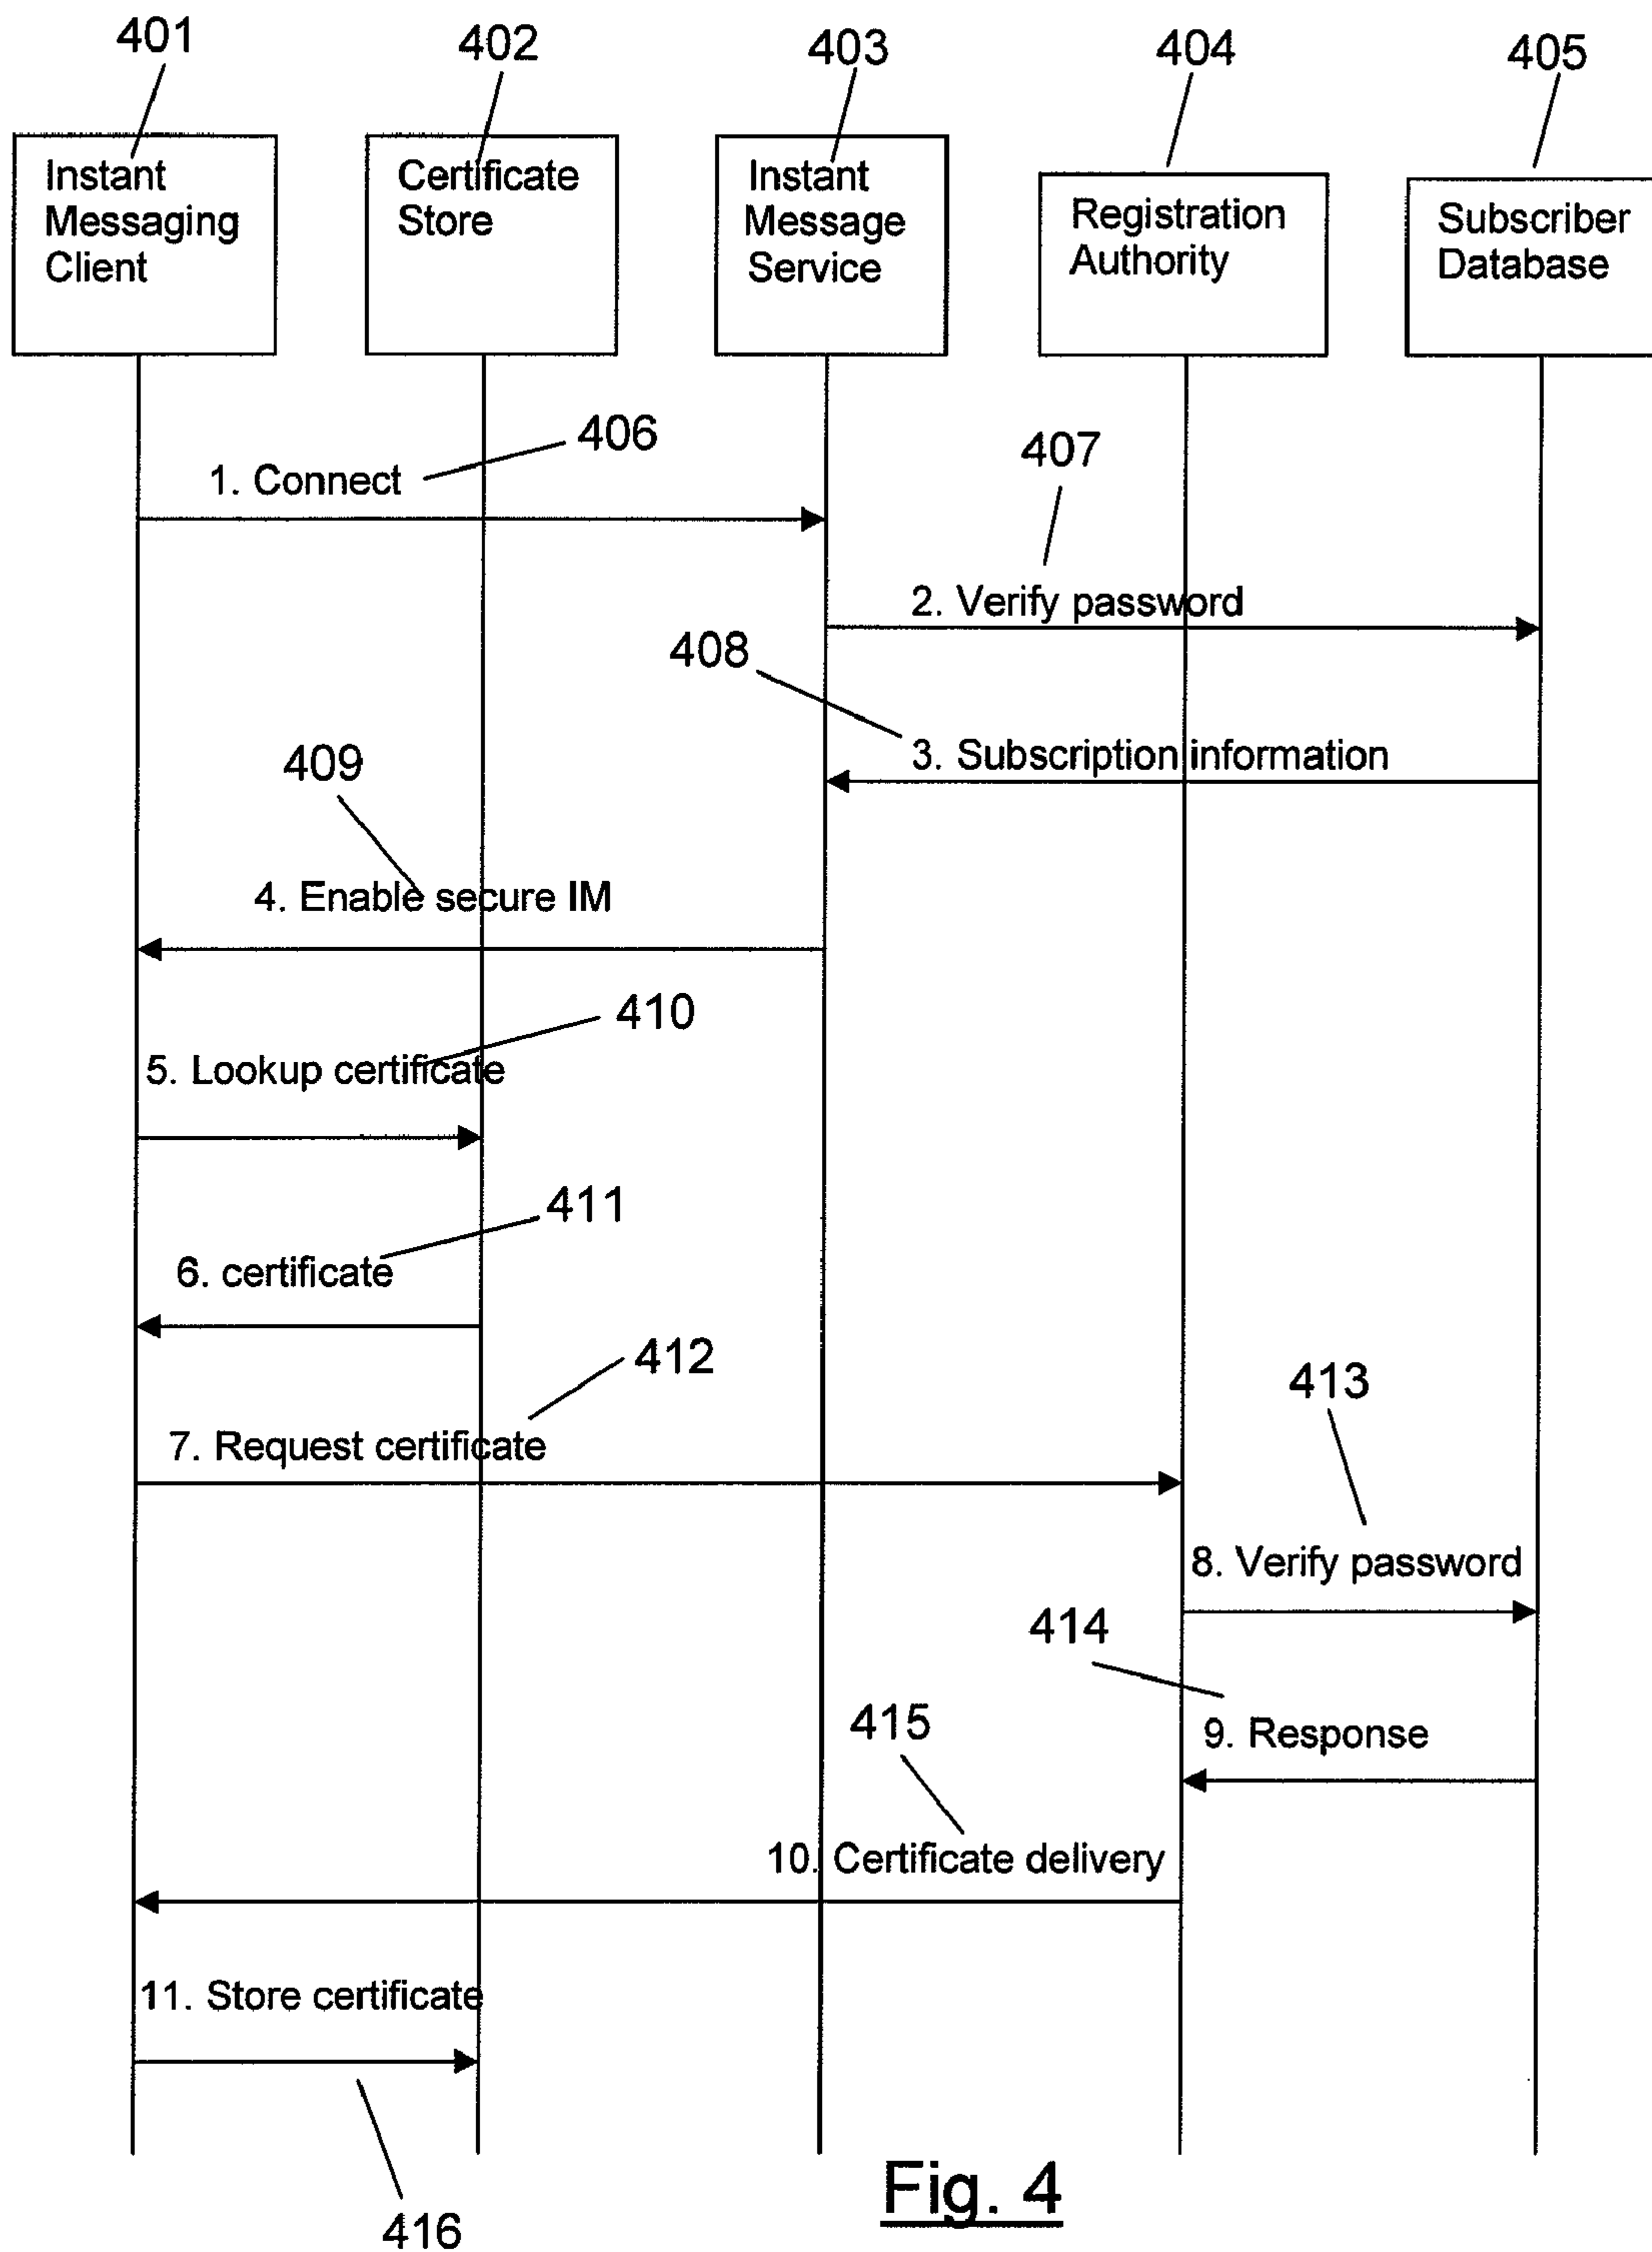 401
402
403
404
405
Instant
Messaging
Client
Certificate
Store
Instant
Message
Service
Registration
Authority
Subscriber
Database
406
1. Connect
407
2. Verify password
408
3. Subscription information
409
4. Enable secure IM
410
5. Lookup certificate
411
6. certificate
412
7. Request certificate
413
8. Verify password
414
9. Response
415
10. Certificate delivery
11. Store certificate
416
Fig. 4